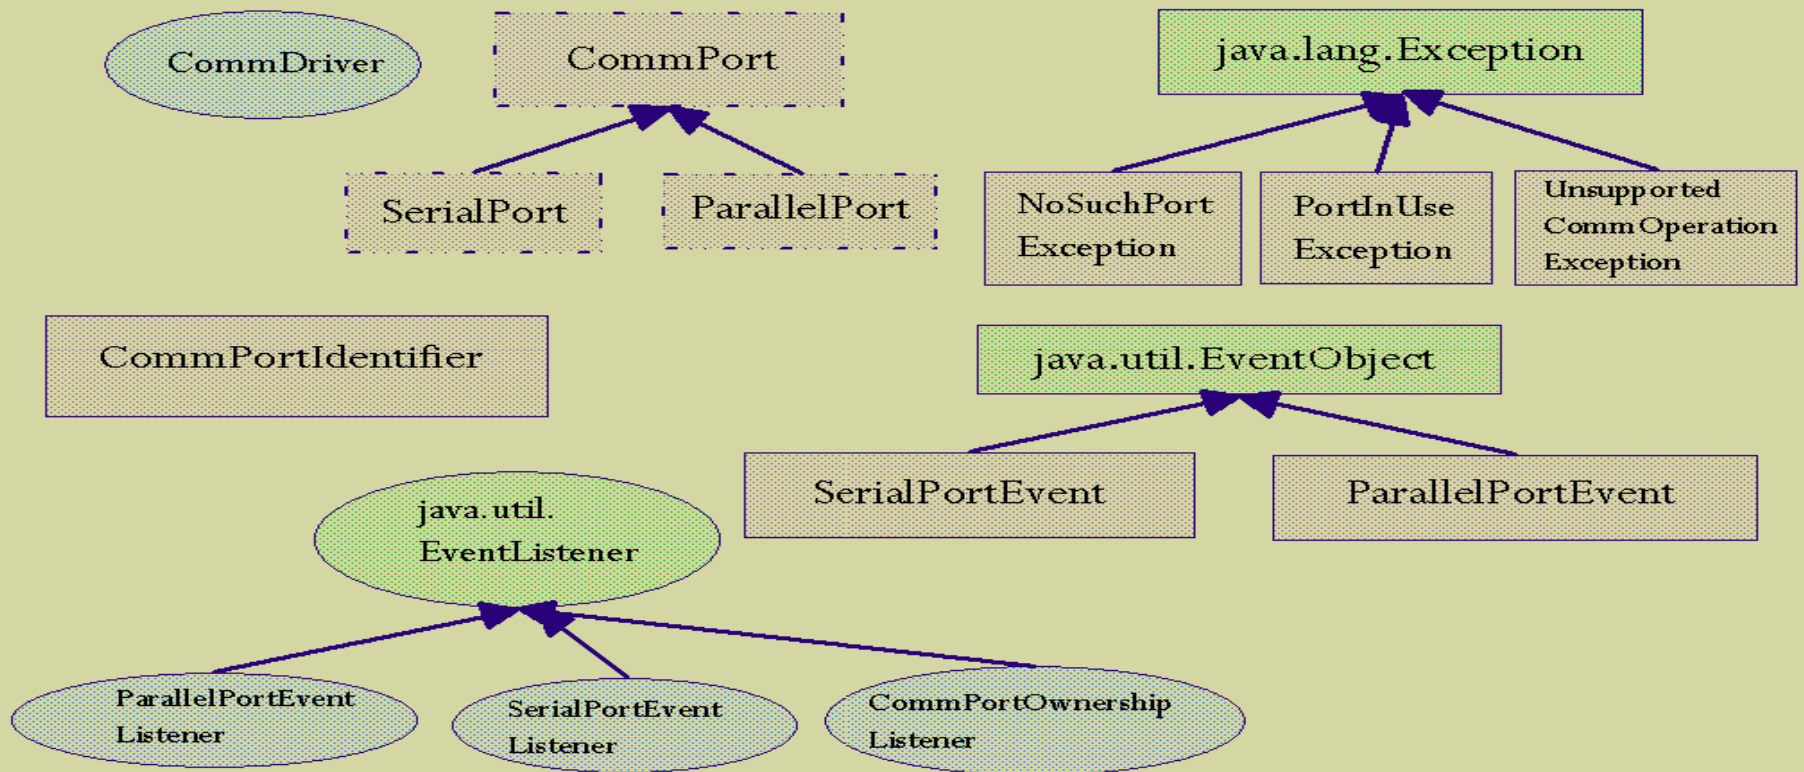 CommDriver
CommPort
java.lang.Exception
SerialPort
ParallelPort
NoSuchPort
Exception
PortInUse
Exception
Unsupported
CommOperation
Exception
CommPortIdentifier
java.util.EventObject
SerialPortEvent
ParallelPortEvent
java.util.
EventListener
ParallelPortEvent
Listener
SerialPortEvent
Listener
CommPortOwnership
Listener